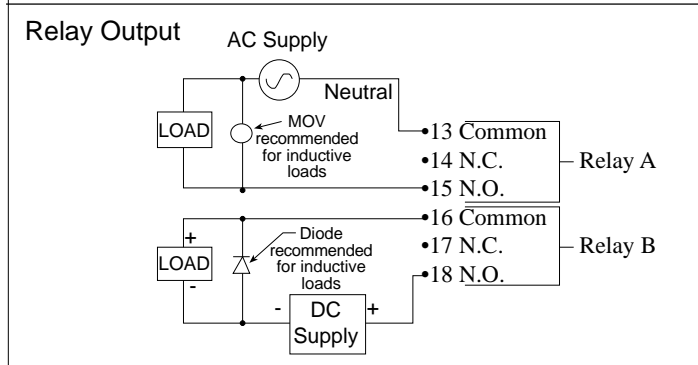 Relay Output
AC Supply
Neutral
LOAD
MOV
recommended
for inductive
loads
13 Common
14 N.C.
15 N.O.
Relay A
16 Common
17 N.C.
18 N.O.
Relay B
+
LOAD
-
Diode
recommended
for inductive
loads
-
DC
Supply
+